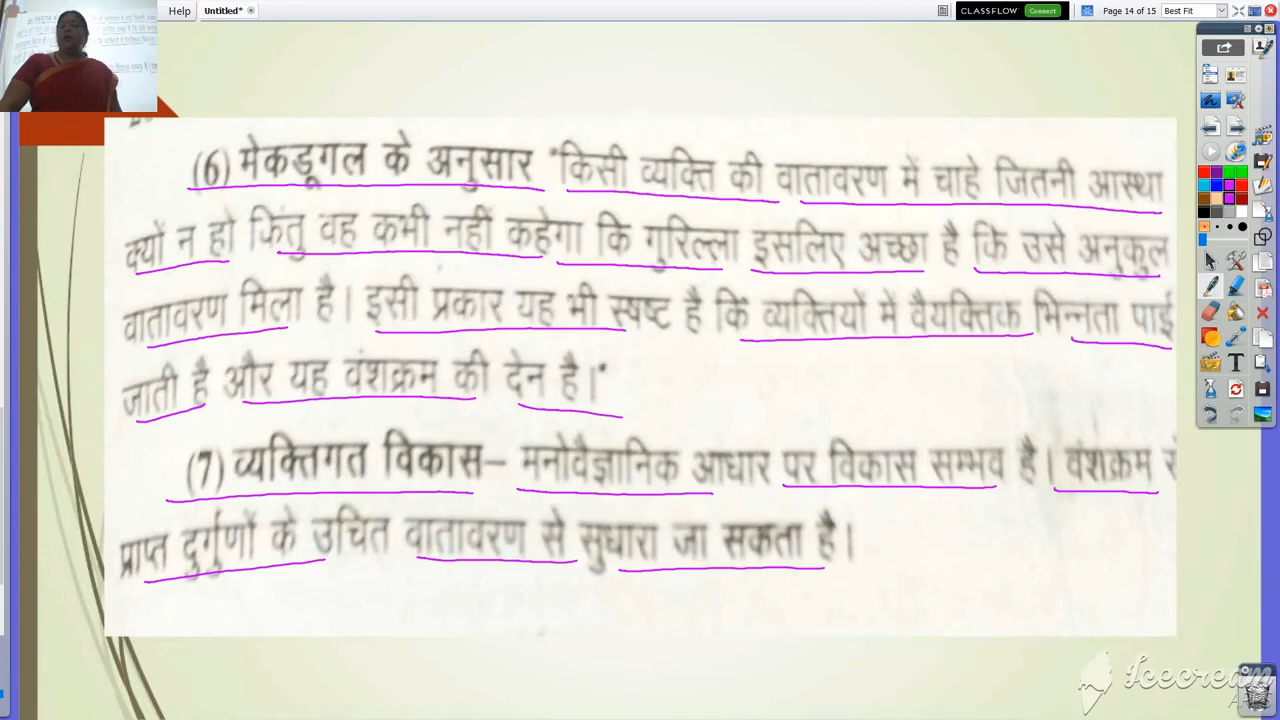 Help Untitled* CLASSFLOW Connect Page 14 of 15 Best Fit
(6) मेकडूगल के अनुसार "किसी व्यक्ति की वातावरण में चाहे जितनी आस्था
क्यों न हो किंतु वह कभी नहीं कहेगा कि गुरिल्ला इसलिए अच्छा है कि उसे अनुकुल
वातावरण मिला है। इसी प्रकार यह भी स्पष्ट है कि व्यक्तियों में वैयक्तिक भिन्नता पाई
जाती है और यह वंशक्रम की देन है।"
(7) व्यक्तिगत विकास– मनोवैज्ञानिक आधार पर विकास सम्भव है। वंशक्रम
प्राप्त दुर्गुणों के उचित वातावरण से सुधारा जा सकता है।
Icecream
APPS